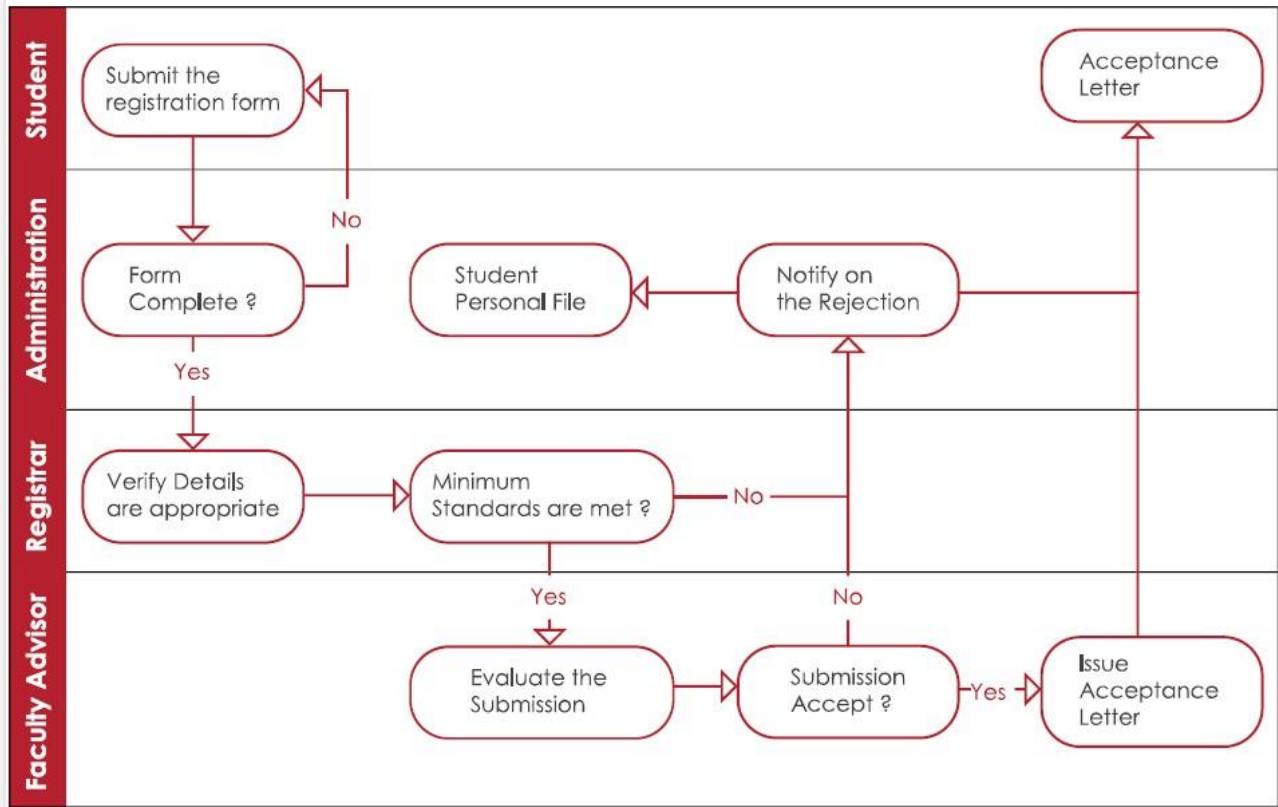 Student
Submit the
registration form
Acceptance
Letter
Administration
No
Form
Complete ?
Student
Personal File
Notify on
the Rejection
Yes
Registrar
Verify Details
are appropriate
Minimum
Standards are met ?
No
Faculty Advisor
Yes
No
Evaluate the
Submission
Submission
Accept ?
Yes
Issue
Acceptance
Letter